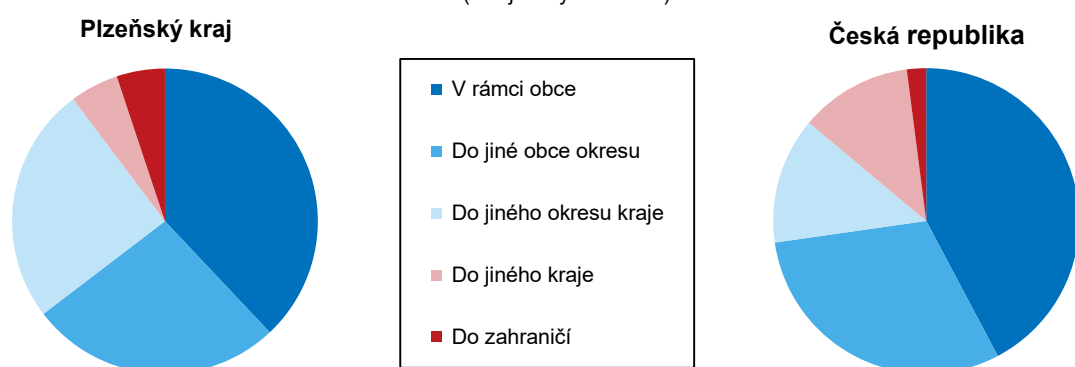 Plzeňský kraj
Česká republika
V rámci obce
Do jiné obce okresu
Do jiného okresu kraje
Do jiného kraje
Do zahraničí